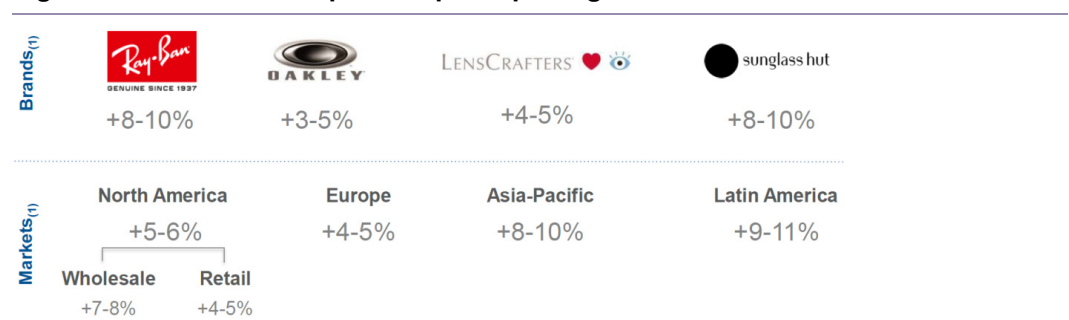 Brands(1)
Ray-Ban
GENUINE SINCE 1937
OAKLEY
LENSCRAFTERS
sunglass hut
+8-10%
+3-5%
+4-5%
+8-10%
Markets(1)
North America
Europe
Asia-Pacific
Latin America
+5-6%
+4-5%
+8-10%
+9-11%
Wholesale
Retail
+7-8%
+4-5%